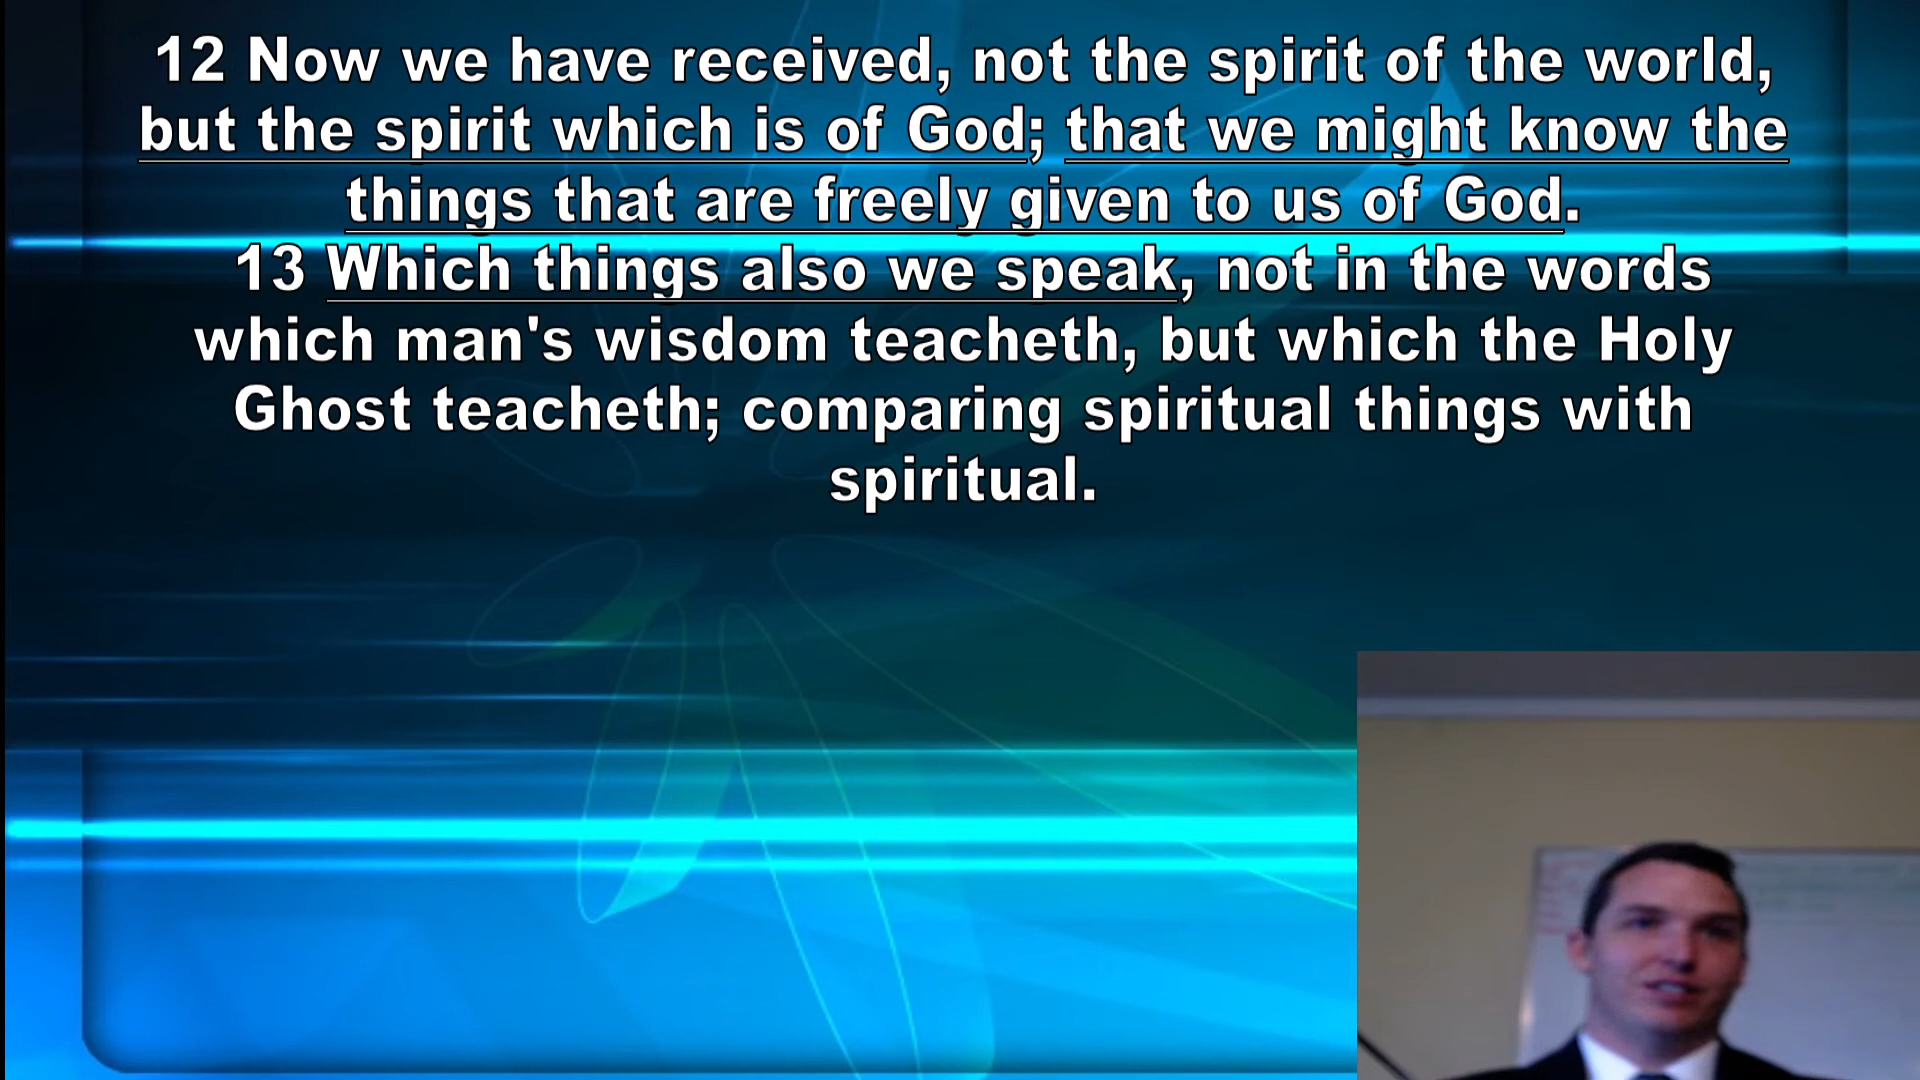 12 Now we have received, not the spirit of the world,
but the spirit which is of God; that we might know the
things that are freely given to us of God.
13 Which things also we speak, not in the words
which man's wisdom teacheth, but which the Holy
Ghost teacheth; comparing spiritual things with
spiritual.